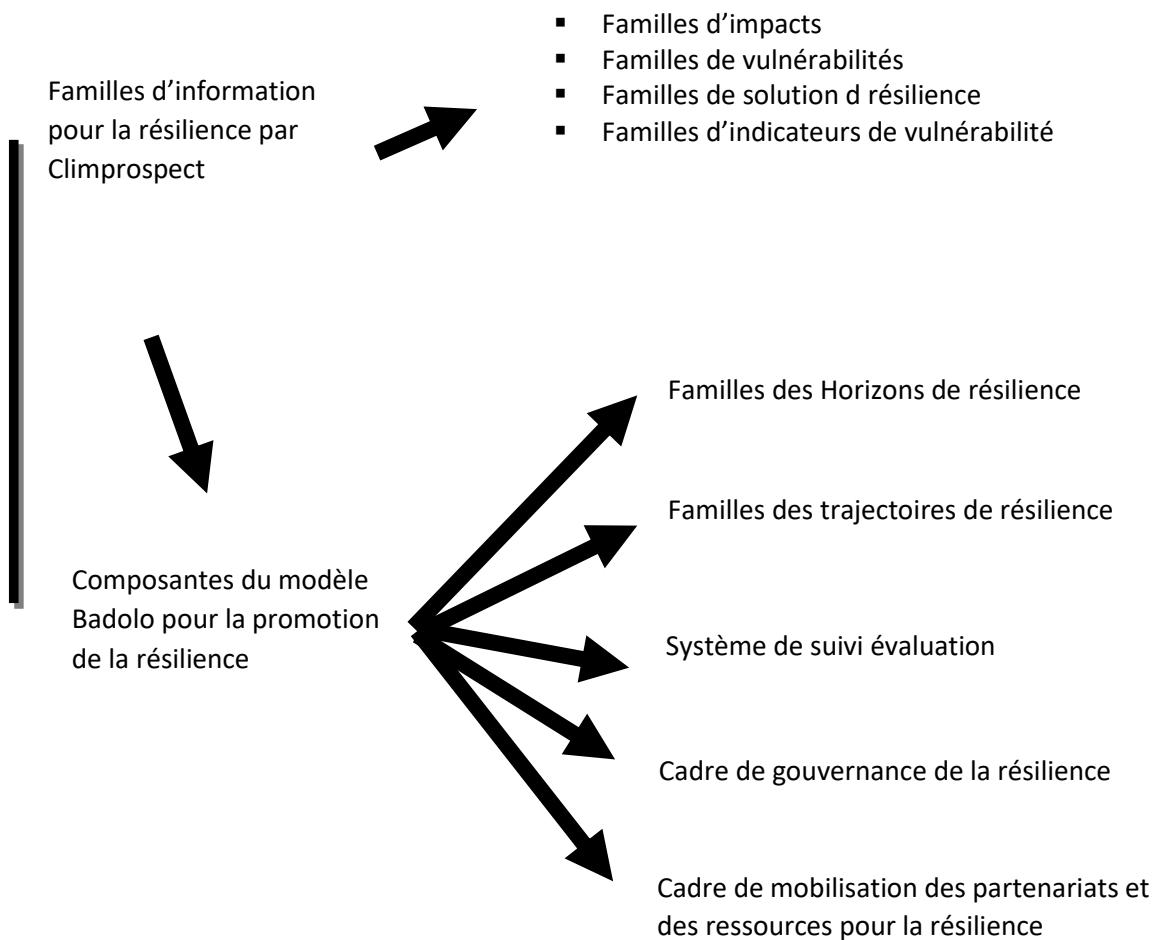 Familles d’information
pour la résilience par
Climprospect
▪ Familles d’impacts
▪ Familles de vulnérabilités
▪ Familles de solution d résilience
▪ Familles d’indicateurs de vulnérabilité
Composantes du modèle
Badolo pour la promotion
de la résilience
Familles des Horizons de résilience
Familles des trajectoires de résilience
Système de suivi évaluation
Cadre de gouvernance de la résilience
Cadre de mobilisation des partenariats et
des ressources pour la résilience